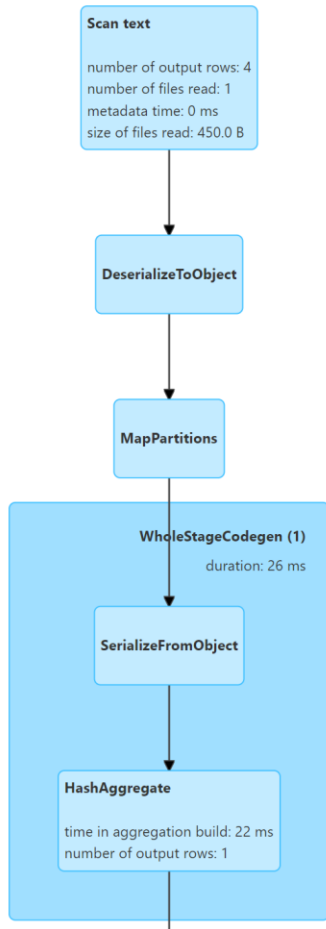 Scan text
number of output rows: 4
number of files read: 1
metadata time: 0 ms
size of files read: 450.0 B
DeserializeToObject
MapPartitions
WholeStageCodegen (1)
duration: 26 ms
SerializeFromObject
HashAggregate
time in aggregation build: 22 ms
number of output rows: 1